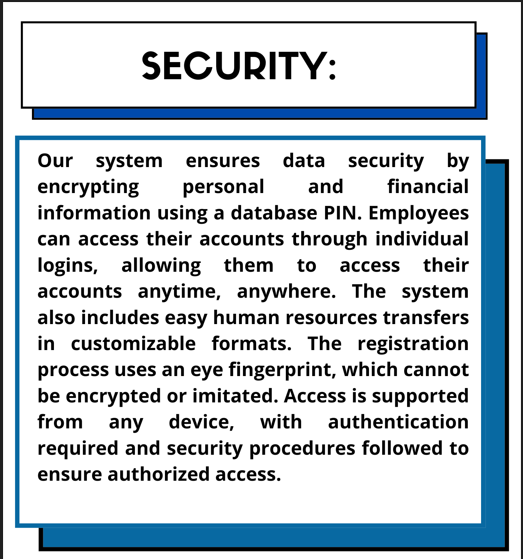 SECURITY:
Our system ensures data security by
encrypting personal and financial
information using a database PIN. Employees
can access their accounts through individual
logins, allowing them to access their
accounts anytime, anywhere. The system
also includes easy human resources transfers
in customizable formats. The registration
process uses an eye fingerprint, which cannot
be encrypted or imitated. Access is supported
from any device, with authentication
required and security procedures followed to
ensure authorized access.